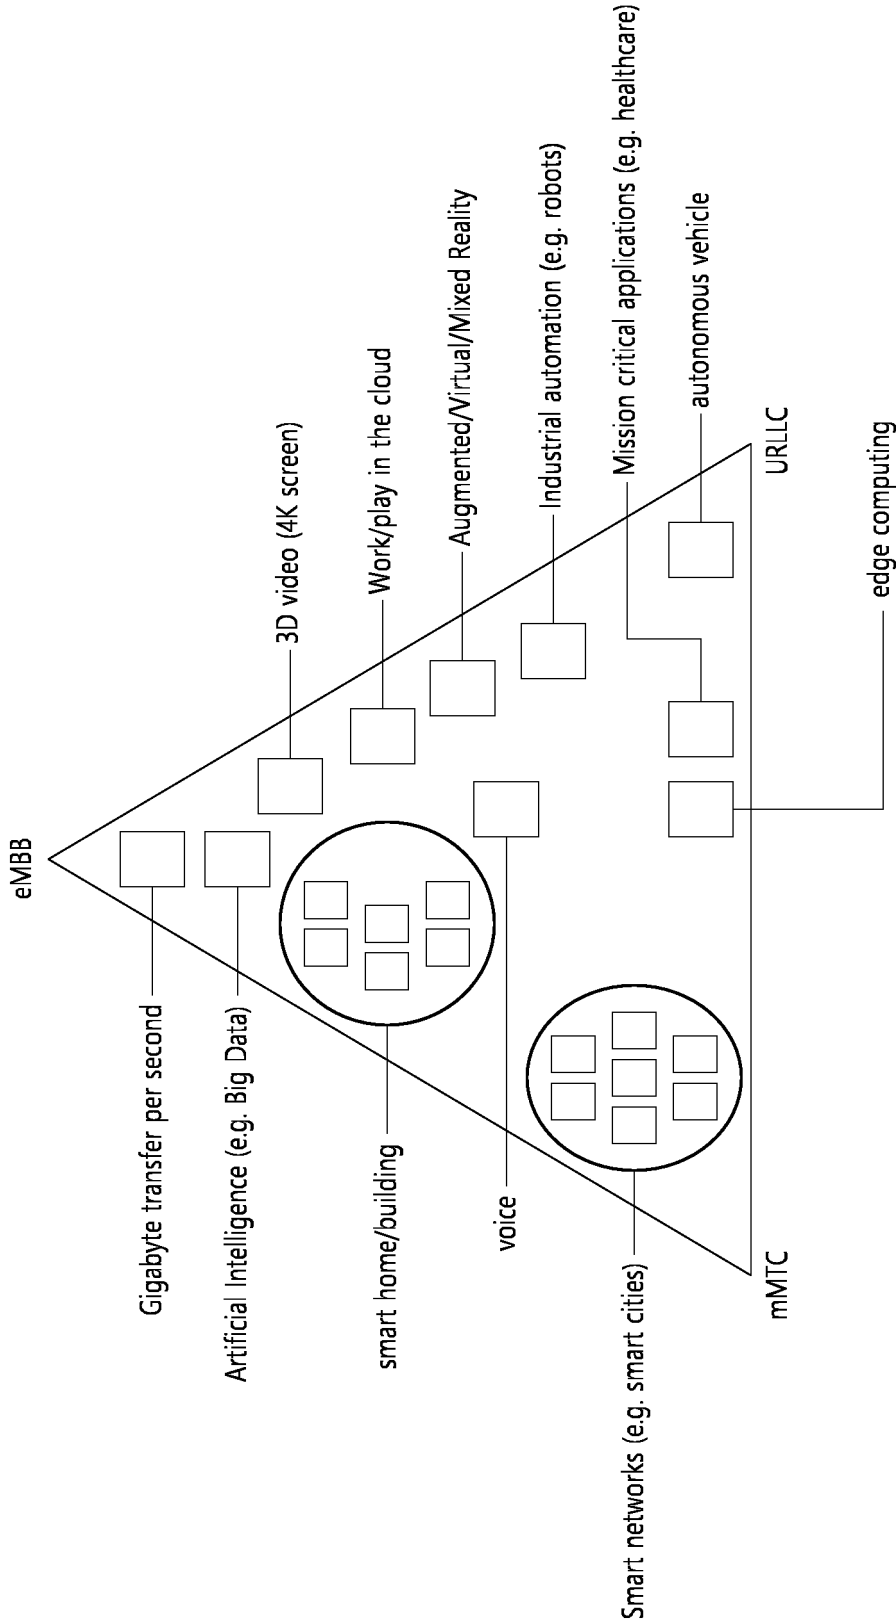 eMBB
Gigabyte transfer per second
Artificial Intelligence (e.g. Big Data)
3D video (4K screen)
smart home/building
Work/play in the cloud
Augmented/Virtual/Mixed Reality
voice
Industrial automation (e.g. robots)
Smart networks (e.g. smart cities)
Mission critical applications (e.g. healthcare)
autonomous vehicle
mMTC
URLLC
edge computing